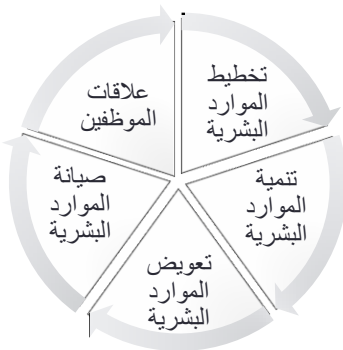 تخطيط
الموارد
البشرية
تنمية
الموارد
البشرية
تعويض
الموارد
البشرية
صيانة
الموارد
البشرية
علاقات
الموظفين